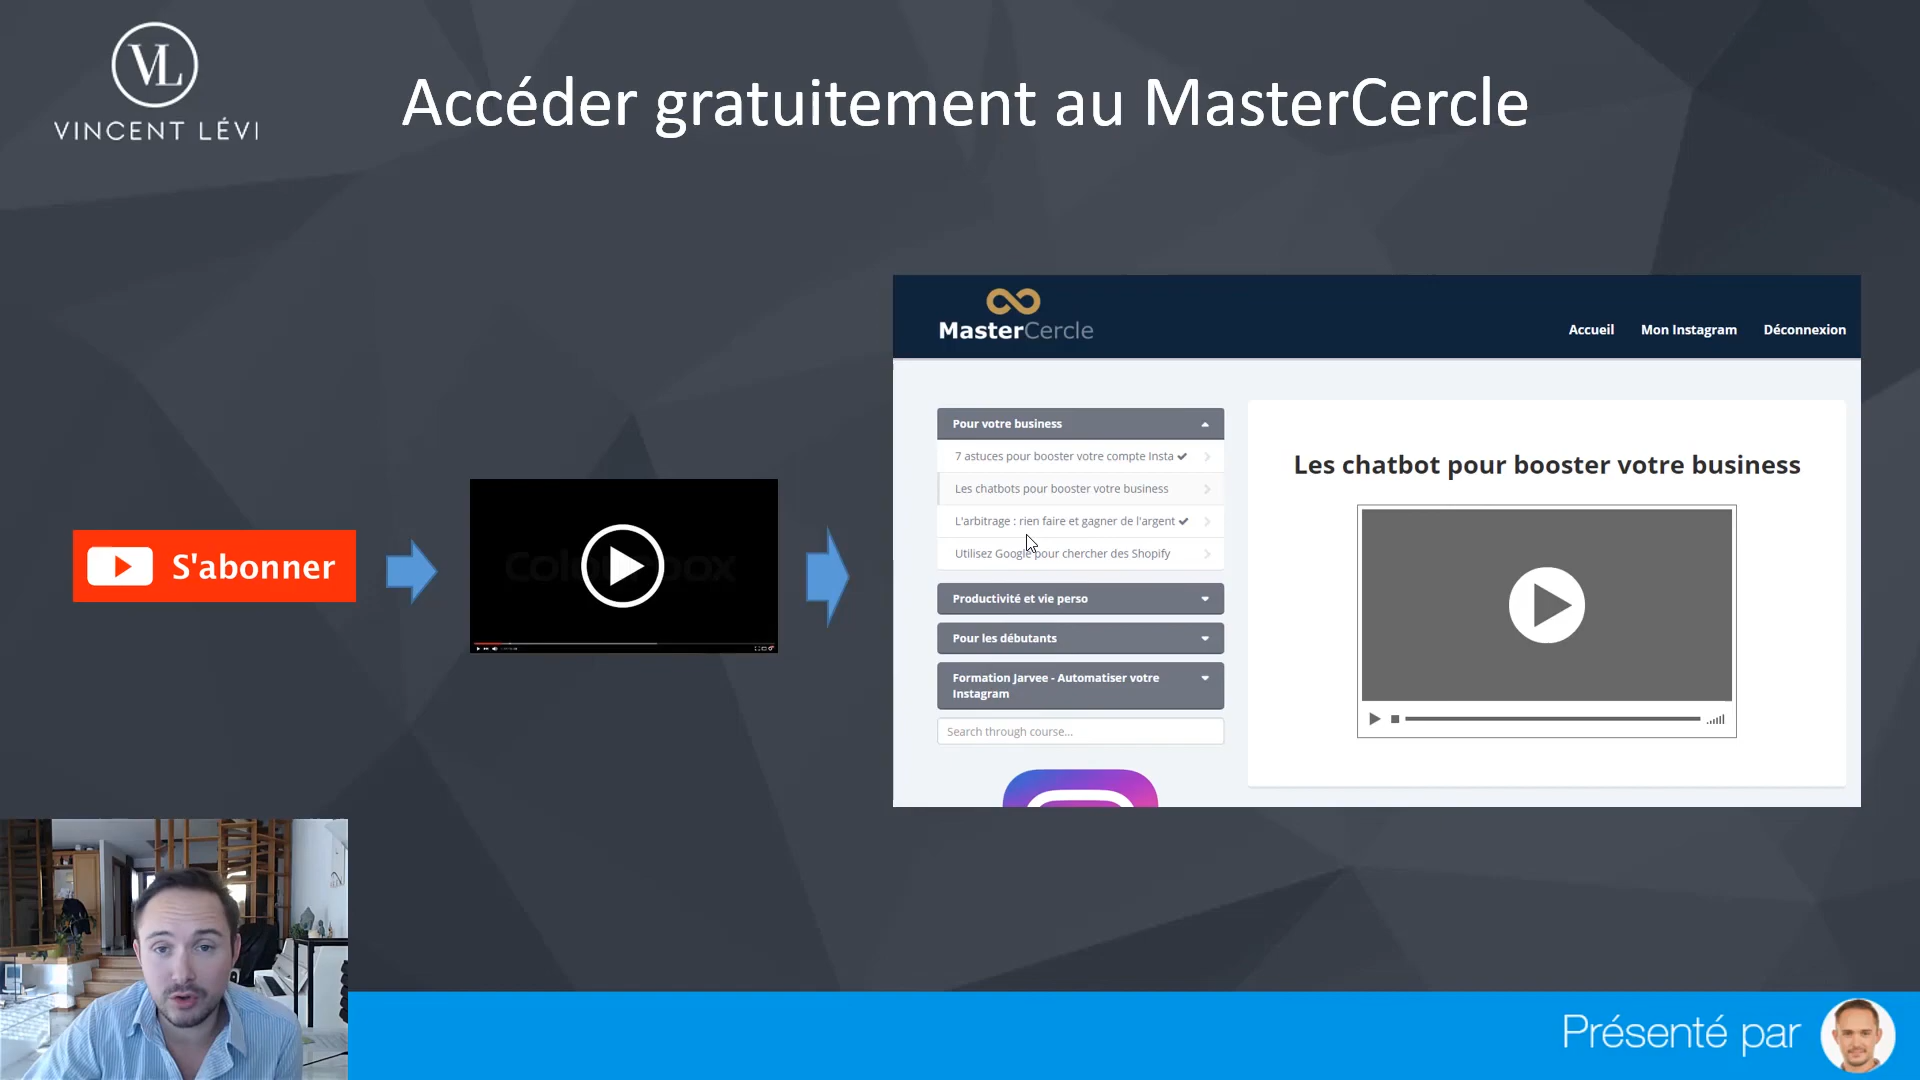 VL
VINCENT LÉVI
Accéder gratuitement au MasterCercle
S'abonner
MasterCercle
Accueil
Mon Instagram
Déconnexion
Pour votre business
7 astuces pour booster votre compte Insta
Les chatbots pour booster votre business
L'arbitrage : rien faire et gagner de l'argent
Utilisez Google pour chercher des Shopify
Productivité et vie perso
Pour les débutants
Formation Jarvee - Automatiser votre
Instagram
Search through course...
Les chatbot pour booster votre business
Présenté par